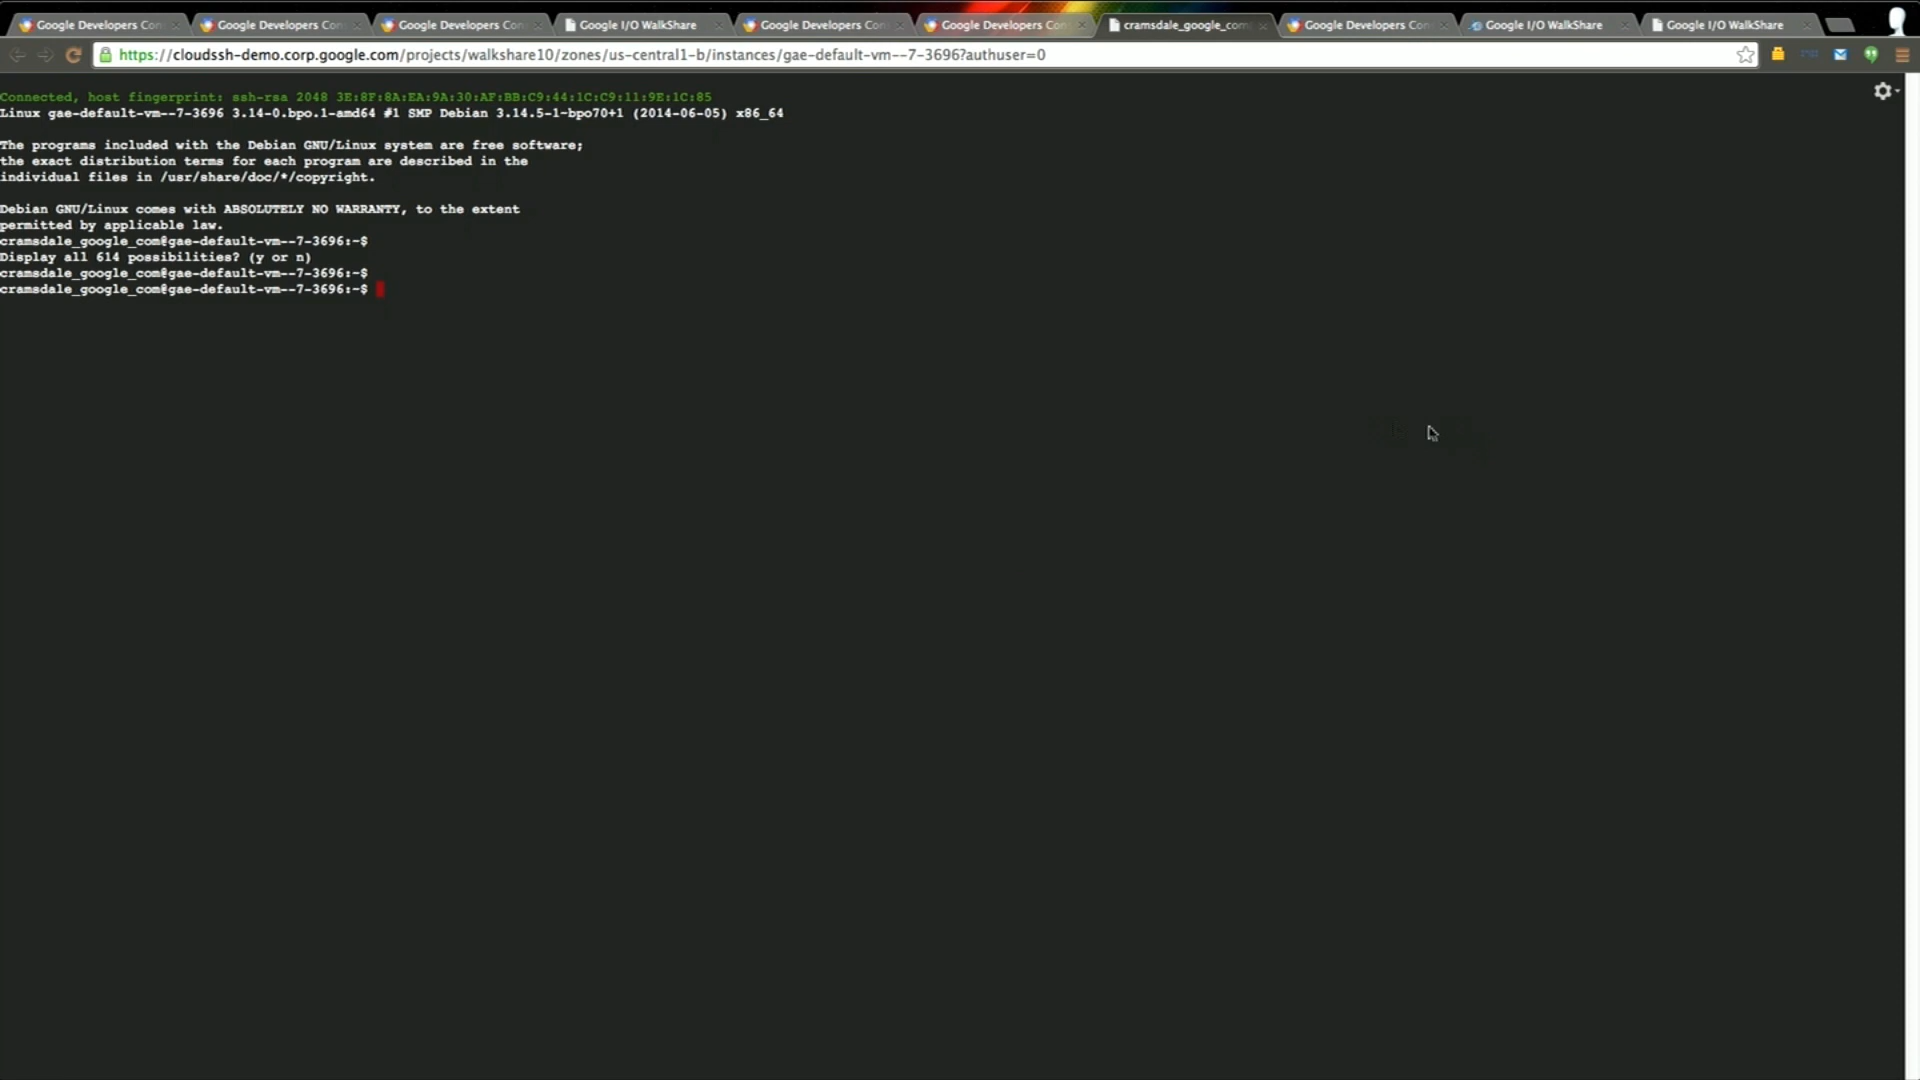 Google Developers Con
Google Developers Con
Google Developers Con
Google I/O WalkShare
Google Developers Con
Google Developers Con
cramsdale_google_com
Google Developers Con
Google I/O WalkShare
Google I/O WalkShare
https://cloudssh-demo.corp.google.com/projects/walkshare10/zones/us-central1-b/instances/gae-default-vm--7-3696?authuser=0
Connected, host fingerprint: ssh-rsa 2048 3E:8F:8A:EA:9A:30:AF:BB:C9:44:1C:C9:11:9E:1C:85
Linux gae-default-vm--7-3696 3.14-0.bpo.1-amd64 #1 SMP Debian 3.14.5-1~bpo70+1 (2014-06-05) x86_64
The programs included with the Debian GNU/Linux system are free software;
the exact distribution terms for each program are described in the
individual files in /usr/share/doc/*/copyright.
Debian GNU/Linux comes with ABSOLUTELY NO WARRANTY, to the extent
permitted by applicable law.
cramsdale_google_com@gae-default-vm--7-3696:~$
Display all 614 possibilities? (y or n)
cramsdale_google_com@gae-default-vm--7-3696:~$
cramsdale_google_com@gae-default-vm--7-3696:~$